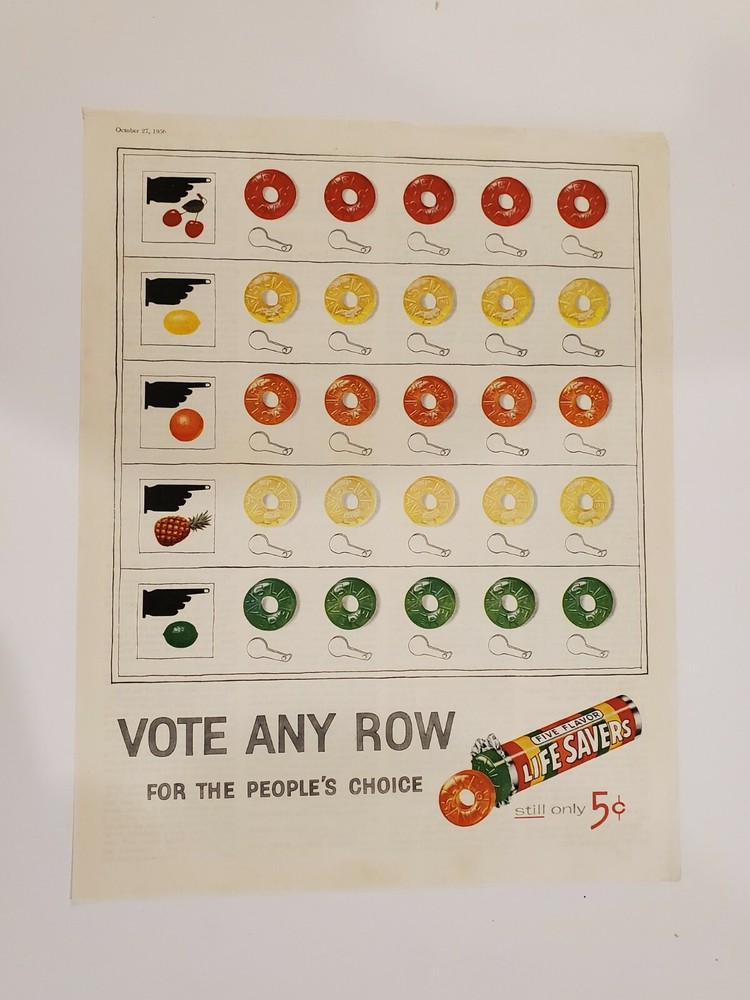 October 27, 1956
VOTE ANY ROW
FOR THE PEOPLE'S CHOICE
FIVE FLAVOR
LIFE SAVERS
still only 5¢